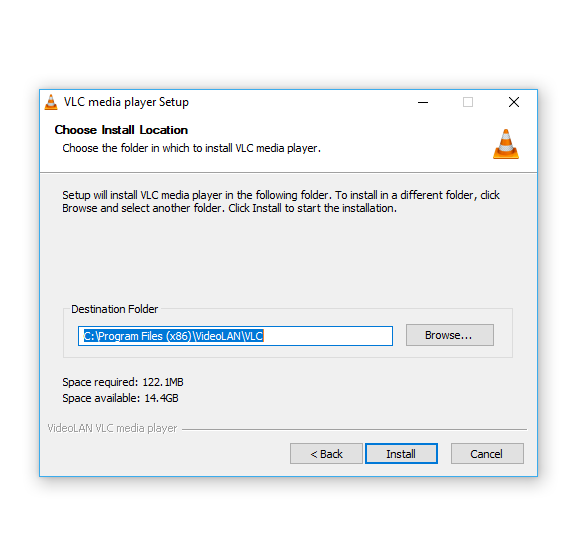 VLC media player Setup
Choose Install Location
Choose the folder in which to install VLC media player.
Setup will install VLC media player in the following folder. To install in a different folder, click
Browse and select another folder. Click Install to start the installation.
Destination Folder
C:\Program Files (x86)\VideoLAN\VLC
Browse...
Space required: 122.1MB
Space available: 14.4GB
VideoLAN VLC media player
< Back
Install
Cancel